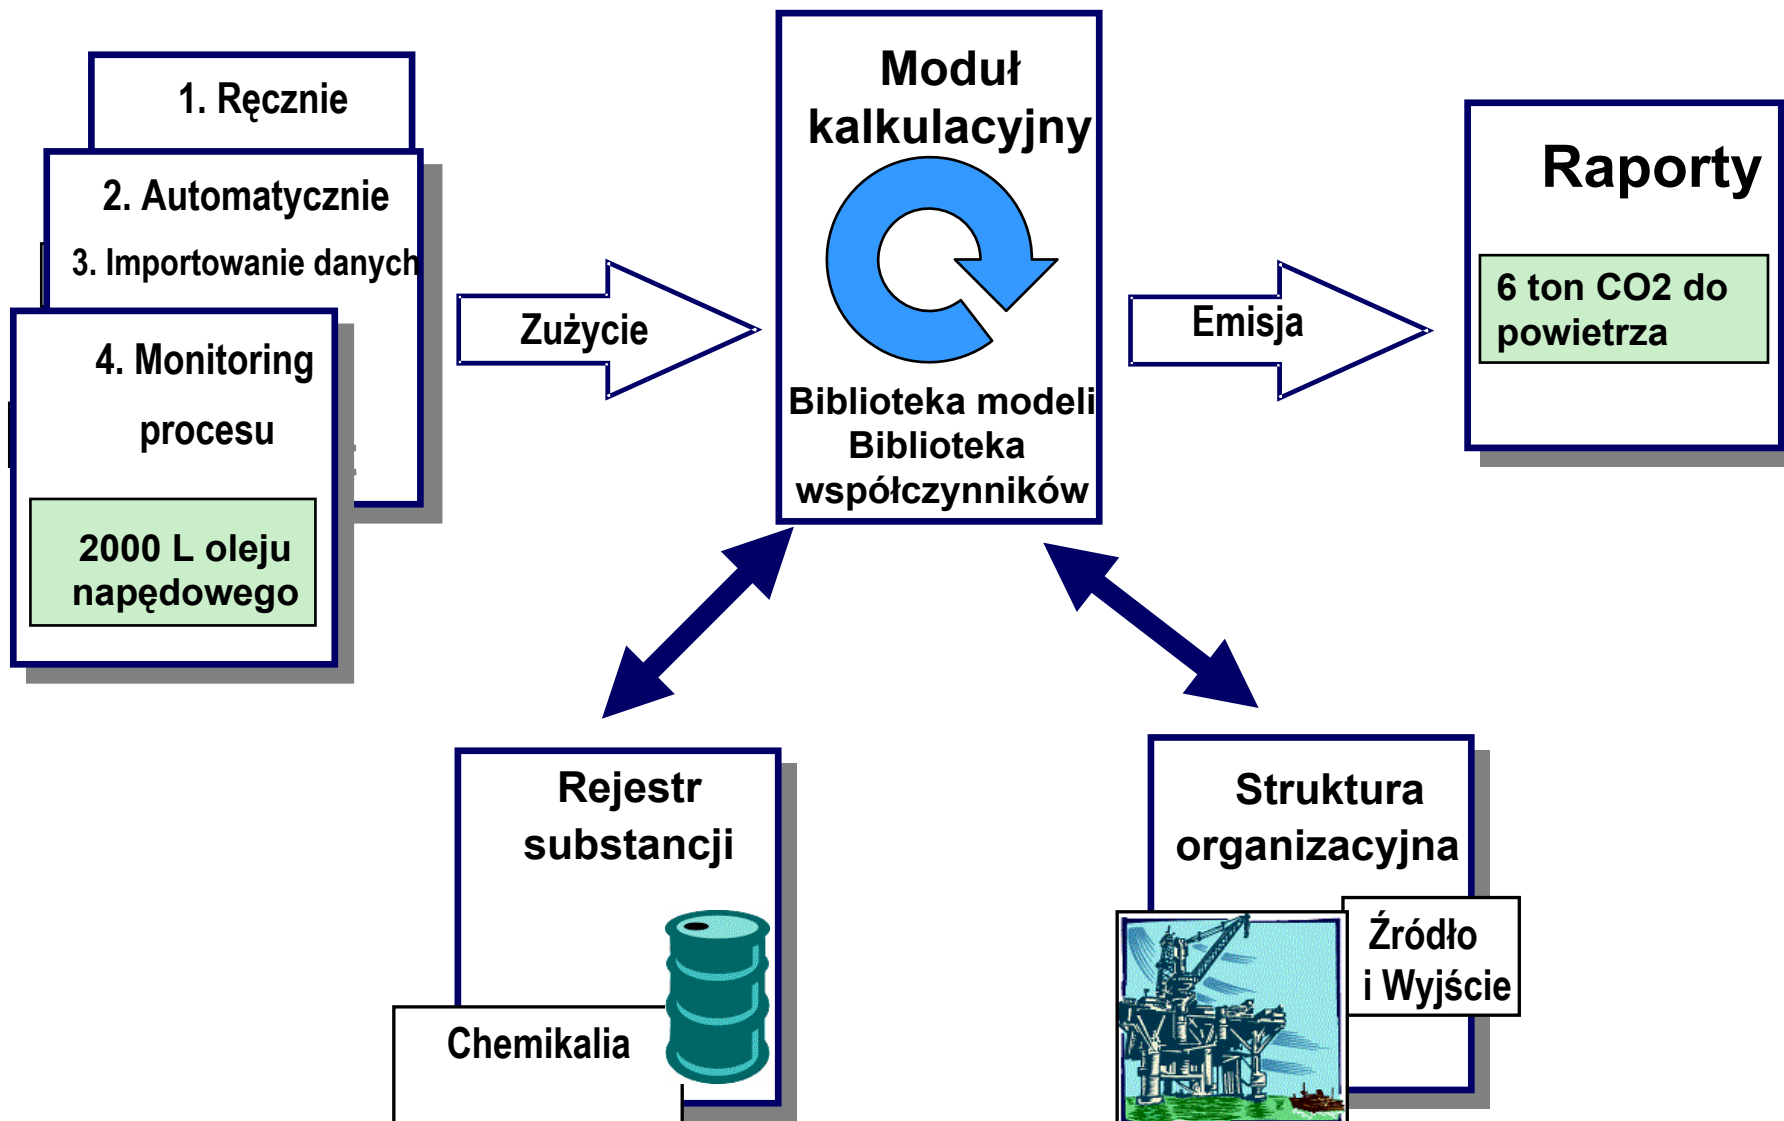 1. Ręcznie
2. Automatycznie
3. Importowanie danych
4. Monitoring
procesu
2000 L oleju
napędowego
Zużycie
Moduł
kalkulacyjny
Biblioteka modeli
Biblioteka
współczynników
Emisja
Raporty
6 ton CO2 do
powietrza
Rejestr
substancji
Chemikalia
Struktura
organizacyjna
Źródło
i Wyjście